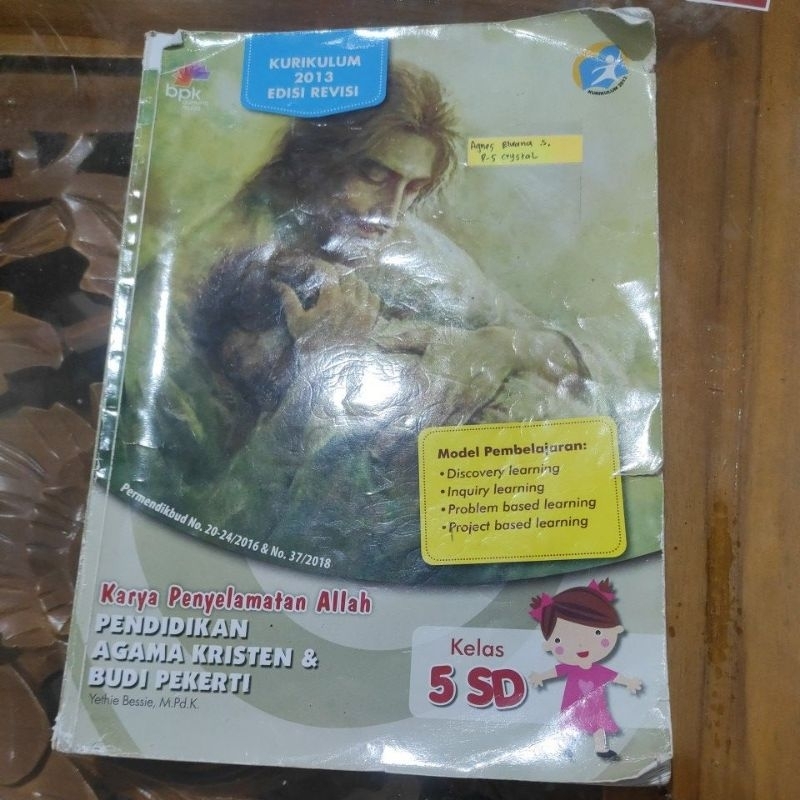 KURIKULUM
2013
EDISI REVISI
bpk
KURIKULUM 2013
Agnes
P-5 Crystal
Model Pembelajaran:
• Discovery learning
• Inquiry learning
• Problem based learning
• Project based learning
Permendikbud No. 20-24/2016 & No. 37/2018
Karya Penyelamatan Allah
PENDIDIKAN
AGAMA KRISTEN &
BUDI PEKERTI
Yethie Bessie, M.Pd.K.
Kelas
5 SD